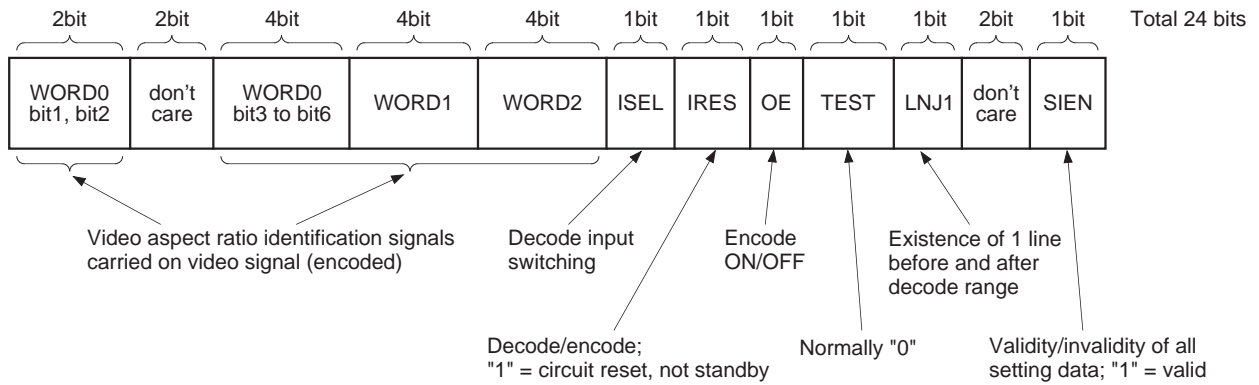 2bit 2bit 4bit 4bit 4bit 1bit 1bit 1bit 1bit 1bit 2bit 1bit Total 24 bits
WORD0
bit1, bit2
don't
care
WORD0
bit3 to bit6
WORD1
WORD2
ISEL
IRES
OE
TEST
LNJ1
don't
care
SIEN
Video aspect ratio identification signals
carried on video signal (encoded)
Decode input
switching
Encode
ON/OFF
Existence of 1 line
before and after
decode range
Decode/encode;
"1" = circuit reset, not standby
Normally "0"
Validity/invalidity of all
setting data; "1" = valid